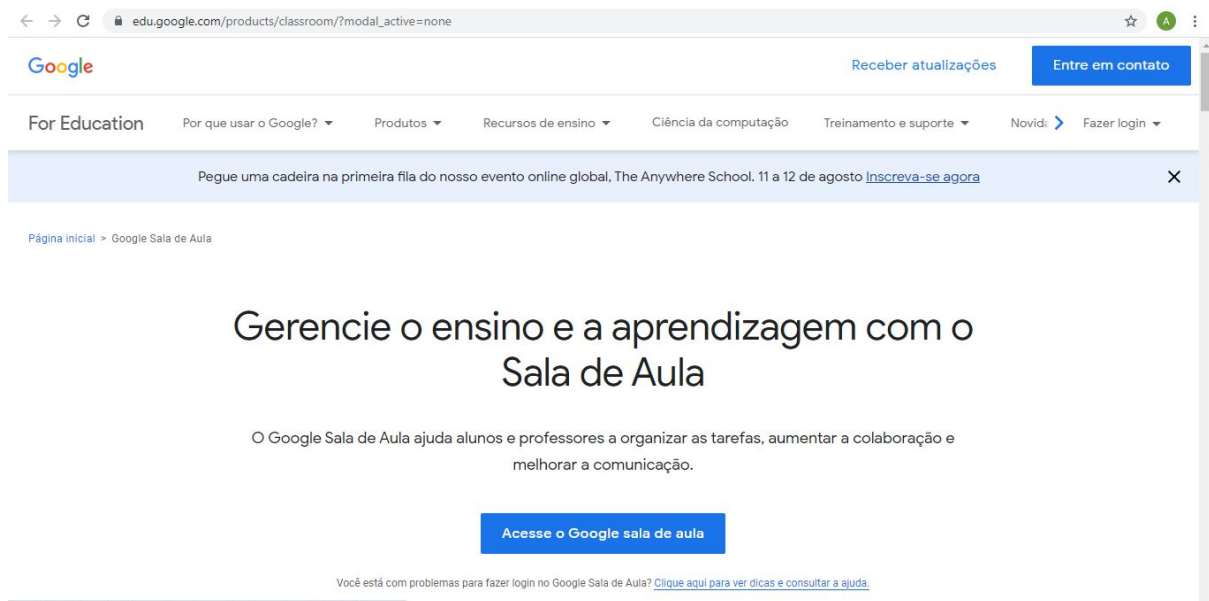 edu.google.com/products/classroom/?modal_active=none
A
Google
Receber atualizações
Entre em contato
For Education
Por que usar o Google?
Produtos
Recursos de ensino
Ciência da computação
Treinamento e suporte
Fazer login
Pegue uma cadeira na primeira fila do nosso evento online global, The Anywhere School. 11 a 12 de agosto Inscreva-se agora
Página inicial > Google Sala de Aula
Gerencie o ensino e a aprendizagem com o
Sala de Aula
O Google Sala de Aula ajuda alunos e professores a organizar as tarefas, aumentar a colaboração e
melhorar a comunicação.
Acesse o Google sala de aula
Você está com problemas para fazer login no Google Sala de Aula? Clique aqui para ver dicas e consultar a ajuda.